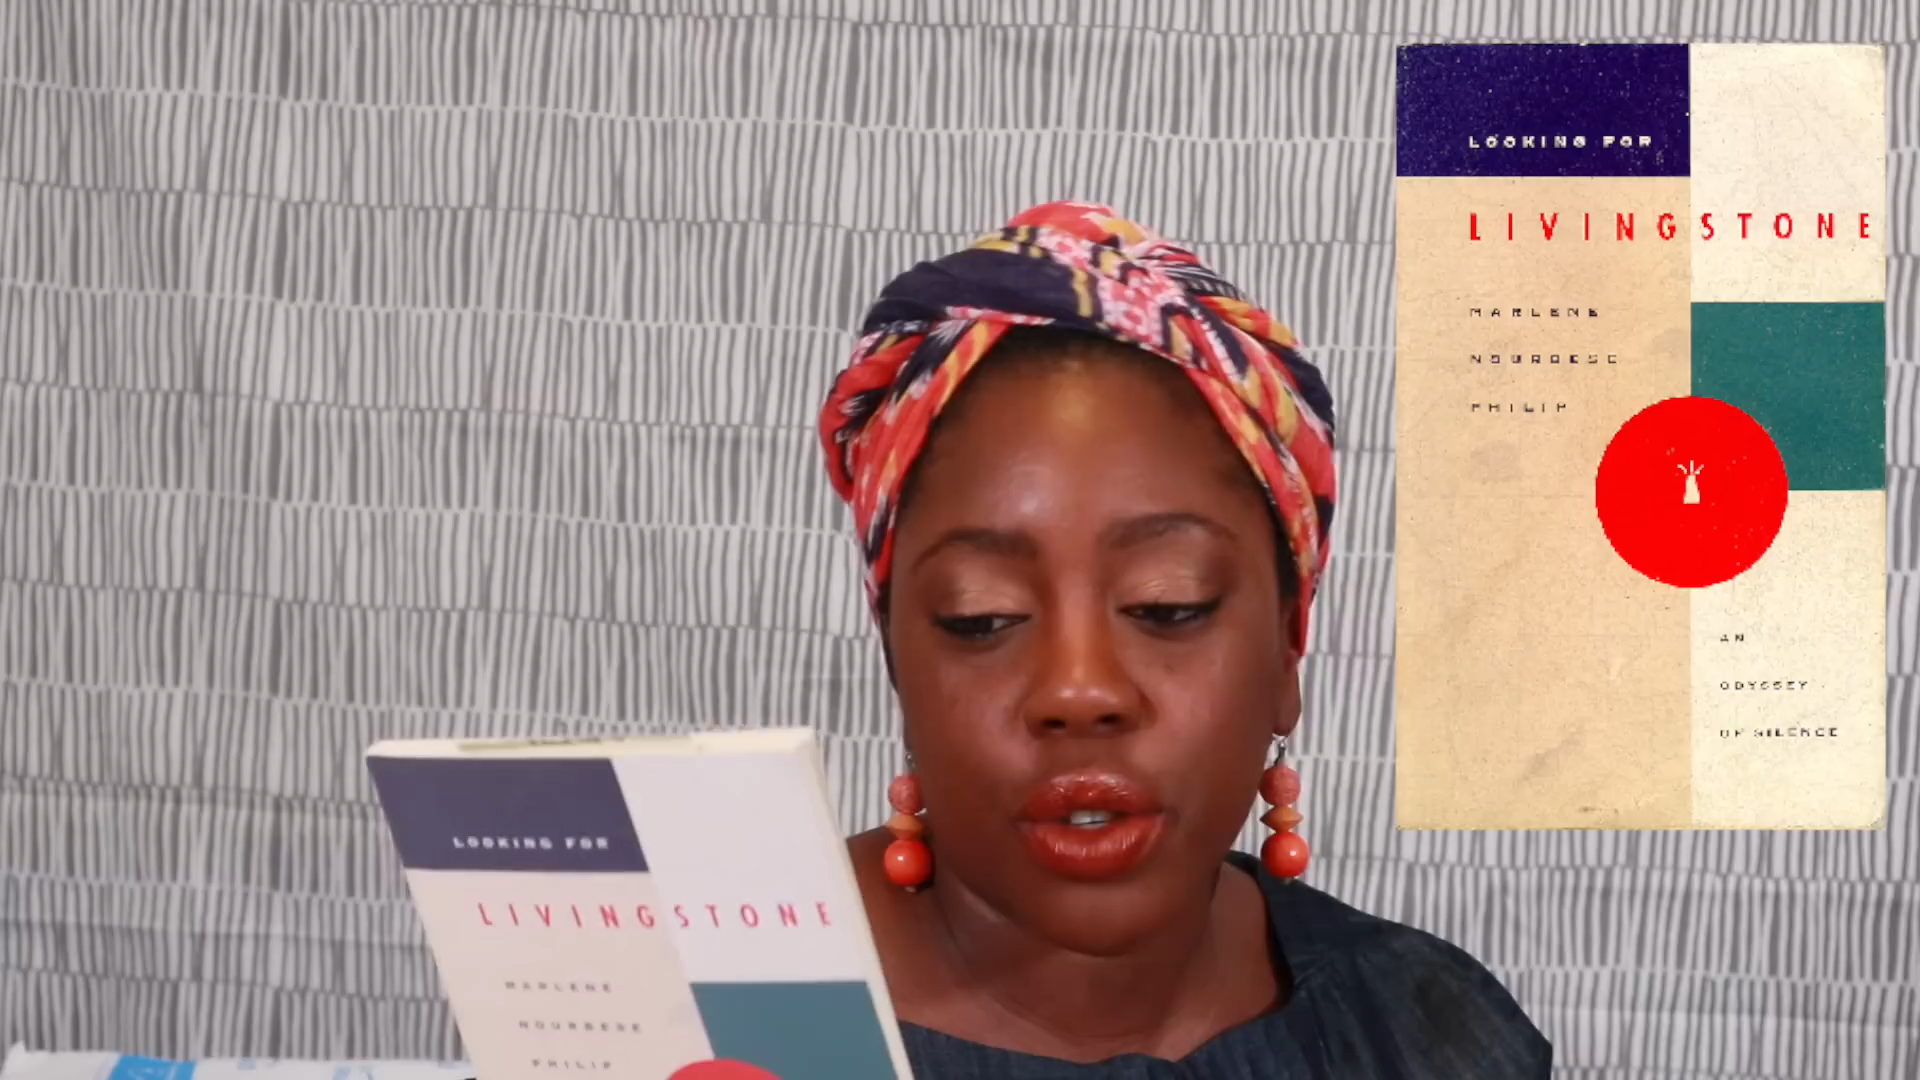 LOOKING FOR
LIVINGSTONE
MARLENE
NOURBESE
PHILIP
AN
ODYSSEY
OF SILENCE
LOOKING FOR
LIVINGSTONE
MARLENE
NOURBESE
PHILIP